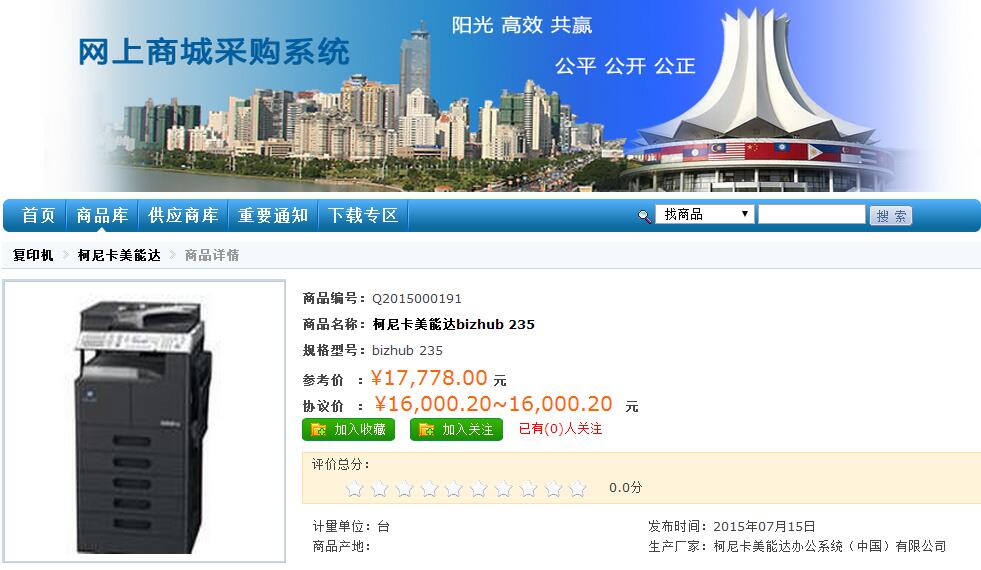 阳光 高效 共赢
网上商城采购系统
公平 公开 公正
首页 商品库 供应商库 重要通知 下载专区 找商品 搜 索
复印机 > 柯尼卡美能达 > 商品详情
商品编号：Q2015000191
商品名称：柯尼卡美能达bizhub 235
规格型号：bizhub 235
参考价 ：¥17,778.00 元
协议价 ：¥16,000.20~16,000.20 元
加入收藏 加入关注 已有(0)人关注
评价总分：
0.0分
计量单位：台 发布时间：2015年07月15日
商品产地： 生产厂家：柯尼卡美能达办公系统（中国）有限公司